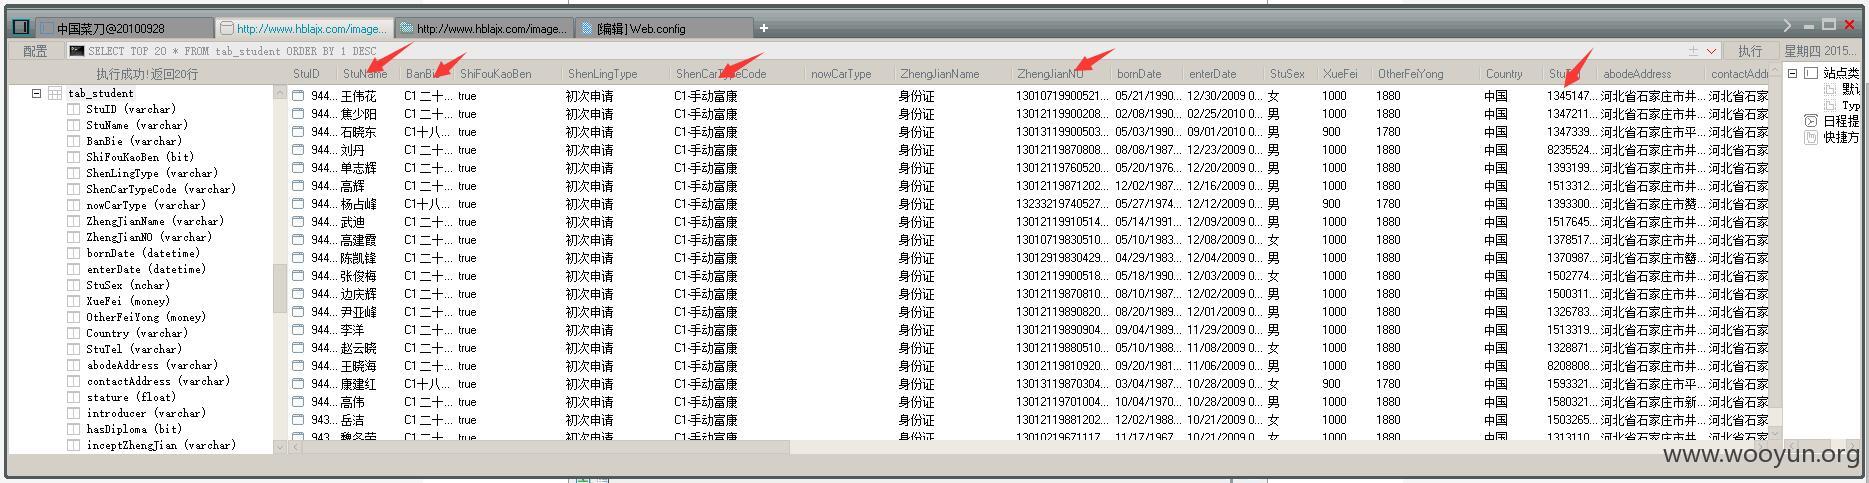 中国菜刀@20100928 http://www.hblajx.com/image... http://www.hblajx.com/image... [编辑] Web.config
配置 SELECT TOP 20 * FROM tab_student ORDER BY 1 DESC 执行 星期四 2015...
执行成功!返回20行
tab_student
StuID (varchar)
StuName (varchar)
BanBie (varchar)
ShiFouKaoBen (bit)
ShenLingType (varchar)
ShenCarTypeCode (varchar)
nowCarType (varchar)
ZhengJianName (varchar)
ZhengJianNO (varchar)
bornDate (datetime)
enterDate (datetime)
StuSex (nchar)
XueFei (money)
OtherFeiYong (money)
Country (varchar)
StuTel (varchar)
abodeAddress (varchar)
contactAddress (varchar)
stature (float)
introducer (varchar)
hasDiploma (bit)
inceptZhengJian (varchar)
StuID StuName BanBi ShiFouKaoBen ShenLingType ShenCarTypeCode nowCarType ZhengJianName ZhengJianNO bornDate enterDate StuSex XueFei OtherFeiYong Country StuT abodeAddress contactAddr
944... 王伟花 C1 二十... true 初次申请 C1-手动富康 身份证 13010719900521... 05/21/1990... 12/30/2009 0... 女 1000 1880 中国 1345147... 河北省石家庄市井... 河北省石家
944... 焦少阳 C1 二十... true 初次申请 C1-手动富康 身份证 13012119900208... 02/08/1990... 02/25/2010 0... 男 1000 1880 中国 1347211... 河北省石家庄市井... 河北省石家
944... 石晓东 C1十八... true 初次申请 C1-手动富康 身份证 13013119900503... 05/03/1990... 09/01/2010 0... 男 900 1780 中国 1347339... 河北省石家庄市平... 河北省石家
944... 刘丹 C1 二十... true 初次申请 C1-手动富康 身份证 13012119870808... 08/08/1987... 12/23/2009 0... 男 1000 1880 中国 8235524... 河北省石家庄市井... 河北省石家
944... 单志辉 C1 二十... true 初次申请 C1-手动富康 身份证 13012119760520... 05/20/1976... 12/20/2009 0... 男 1000 1880 中国 1393199... 河北省石家庄市井... 河北省石家
944... 高辉 C1 二十... true 初次申请 C1-手动富康 身份证 13012119871202... 12/02/1987... 12/16/2009 0... 男 1000 1880 中国 1513312... 河北省石家庄市井... 河北省石家
944... 杨占峰 C1十八... true 初次申请 C1-手动富康 身份证 13233219740527... 05/27/1974... 12/12/2009 0... 男 900 1780 中国 1393300... 河北省石家庄市赞... 河北省石家
944... 武迪 C1 二十... true 初次申请 C1-手动富康 身份证 13012119910514... 05/14/1991... 12/09/2009 0... 男 1000 1880 中国 1517645... 河北省石家庄市井... 河北省石家
944... 高建霞 C1 二十... true 初次申请 C1-手动富康 身份证 13010719830510... 05/10/1983... 12/08/2009 0... 女 1000 1880 中国 1378517... 河北省石家庄市井... 河北省石家
944... 陈凯锋 C1 二十... true 初次申请 C1-手动富康 身份证 13012919830429... 04/29/1983... 12/04/2009 0... 男 1000 1880 中国 1370987... 河北省石家庄市... 河北省石家
944... 张俊梅 C1 二十... true 初次申请 C1-手动富康 身份证 13012119900518... 05/18/1990... 12/03/2009 0... 女 1000 1880 中国 1502774... 河北省石家庄市井... 河北省石家
944... 边庆辉 C1 二十... true 初次申请 C1-手动富康 身份证 13012119870810... 08/10/1987... 12/02/2009 0... 男 1000 1880 中国 1500311... 河北省石家庄市井... 河北省石家
944... 尹亚峰 C1 二十... true 初次申请 C1-手动富康 身份证 13012119890820... 08/20/1989... 12/01/2009 0... 男 1000 1880 中国 1326783... 河北省石家庄市井... 河北省石家
944... 李洋 C1 二十... true 初次申请 C1-手动富康 身份证 13012119890904... 09/04/1989... 11/29/2009 0... 男 1000 1880 中国 1513319... 河北省石家庄市井... 河北省石家
944... 赵云晓 C1 二十... true 初次申请 C1-手动富康 身份证 13012119880510... 05/10/1988... 11/08/2009 0... 女 1000 1880 中国 1328871... 河北省石家庄市井... 河北省石家
944... 王晓海 C1 二十... true 初次申请 C1-手动富康 身份证 13012119810920... 09/20/1981... 11/06/2009 0... 男 1000 1880 中国 8208808... 河北省石家庄市井... 河北省石家
944... 康建红 C1十八... true 初次申请 C1-手动富康 身份证 13013119870304... 03/04/1987... 10/28/2009 0... 女 900 1780 中国 1593321... 河北省石家庄市平... 河北省石家
944... 高伟 C1 二十... true 初次申请 C1-手动富康 身份证 13012119701004... 10/04/1970... 10/28/2009 0... 男 1000 1880 中国 1580321... 河北省石家庄市新... 河北省石家
943... 岳洁 C1 二十... true 初次申请 C1-手动富康 身份证 13012119881202... 12/02/1988... 10/21/2009 0... 女 1000 1880 中国 1503265... 河北省石家庄市井... 河北省石家
943... C1 二十... true 初次申请 C1-手动富康 身份证 13010219671117... 11/17/1967... 10/21/2009 0... 女 1000 1880 中国 1313110... 河北省石家庄市井... 河北省石家
站点类
默认
Typ
日程提
快捷方
www.wooyun.org